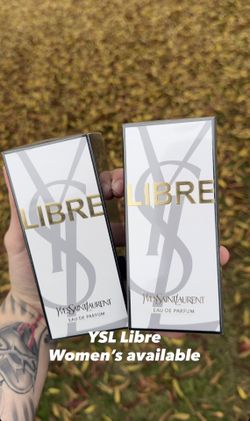 LIBRE
YVESSAINTLAURENT
EAU DE PARFUM
LIBRE
YVESSAINTLAURENT
EAU DE PARFUM
YSL Libre
Women’s available